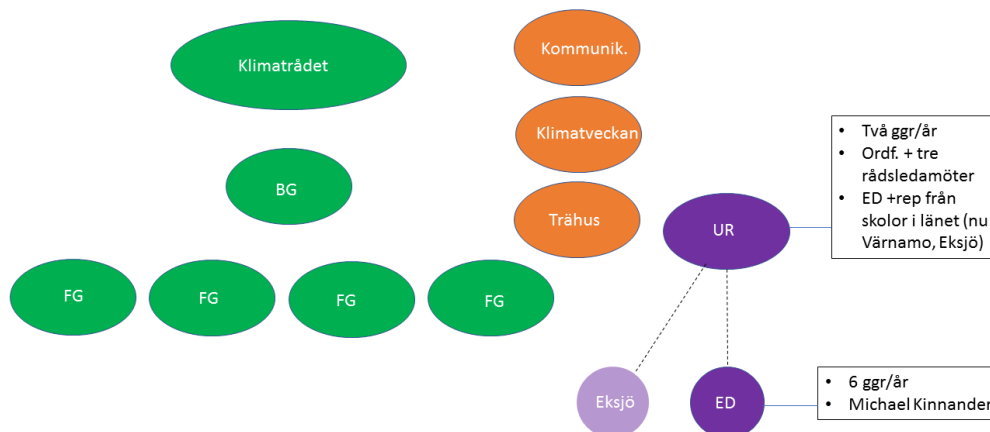 Klimatrådet
Kommunik.
Klimatveckan
BG
Trähus
UR
• Två ggr/år
• Ordf. + tre
rådsledamöter
• ED +rep från
skolor i länet (nu
Värnamo, Eksjö)
FG
FG
FG
FG
Eksjö
ED
• 6 ggr/år
• Michael Kinnander